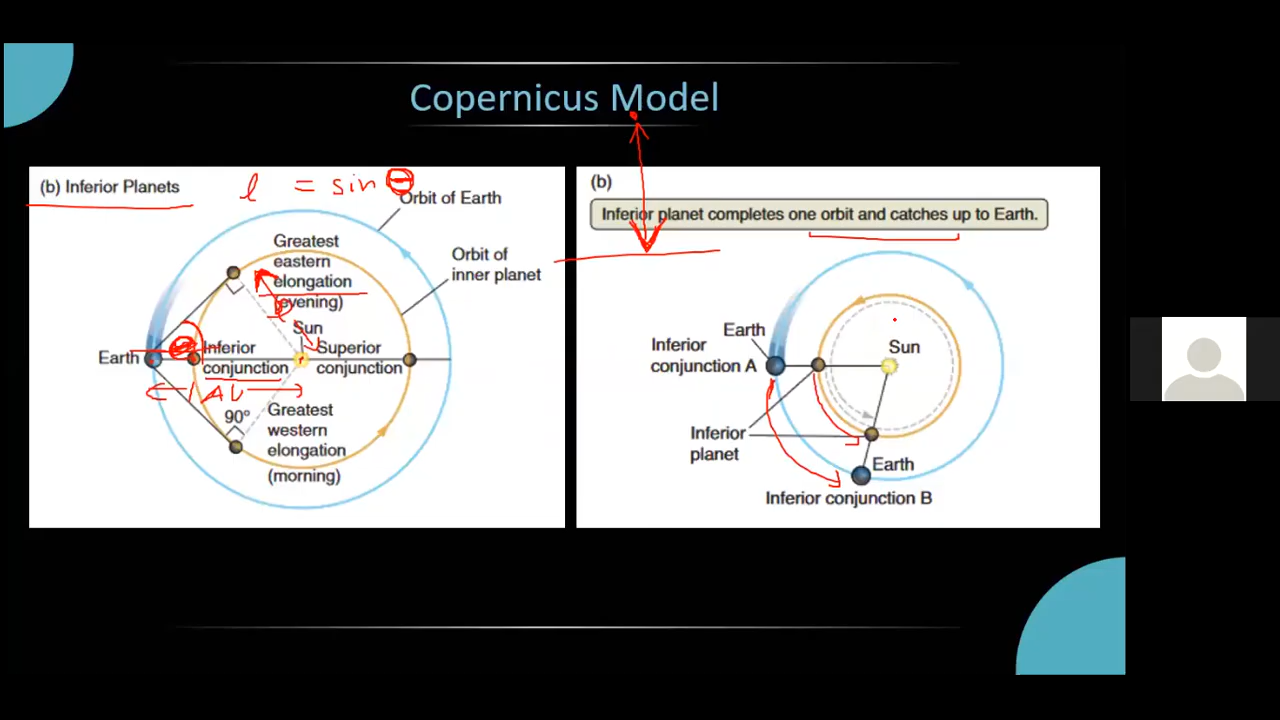 Copernicus Model
(b) Inferior Planets
l = sin θ
Orbit of Earth
Greatest
eastern
elongation
(evening)
Orbit of
inner planet
Sun
Earth
Inferior
conjunction
Superior
conjunction
1 AU
90°
Greatest
western
elongation
(morning)
(b)
Inferior planet completes one orbit and catches up to Earth.
Earth
Inferior
conjunction A
Sun
Inferior
planet
Earth
Inferior conjunction B